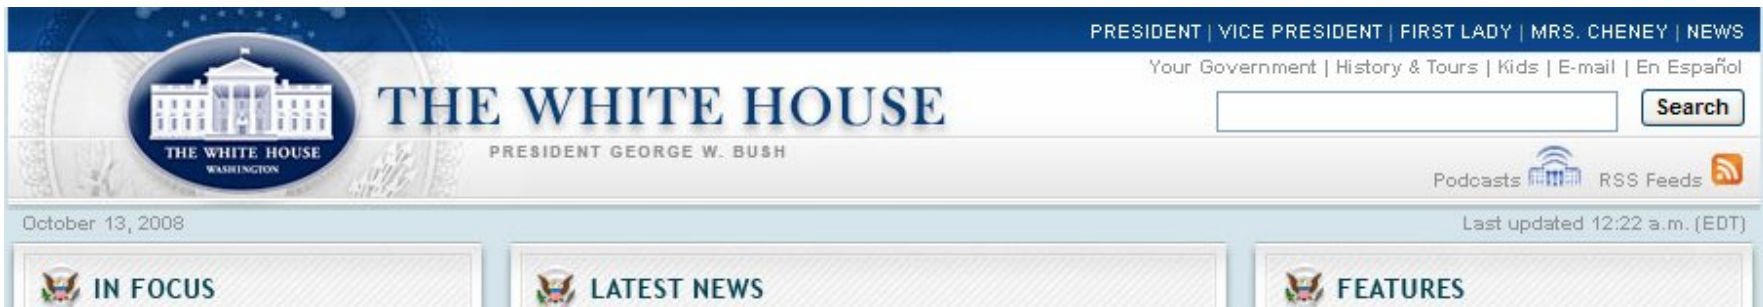 PRESIDENT | VICE PRESIDENT | FIRST LADY | MRS. CHENEY | NEWS
Your Government | History & Tours | Kids | E-mail | En Español
THE WHITE HOUSE
Search
THE WHITE HOUSE
WASHINGTON
PRESIDENT GEORGE W. BUSH
Podcasts RSS Feeds
October 13, 2008 Last updated 12:22 a.m. (EDT)
IN FOCUS LATEST NEWS FEATURES